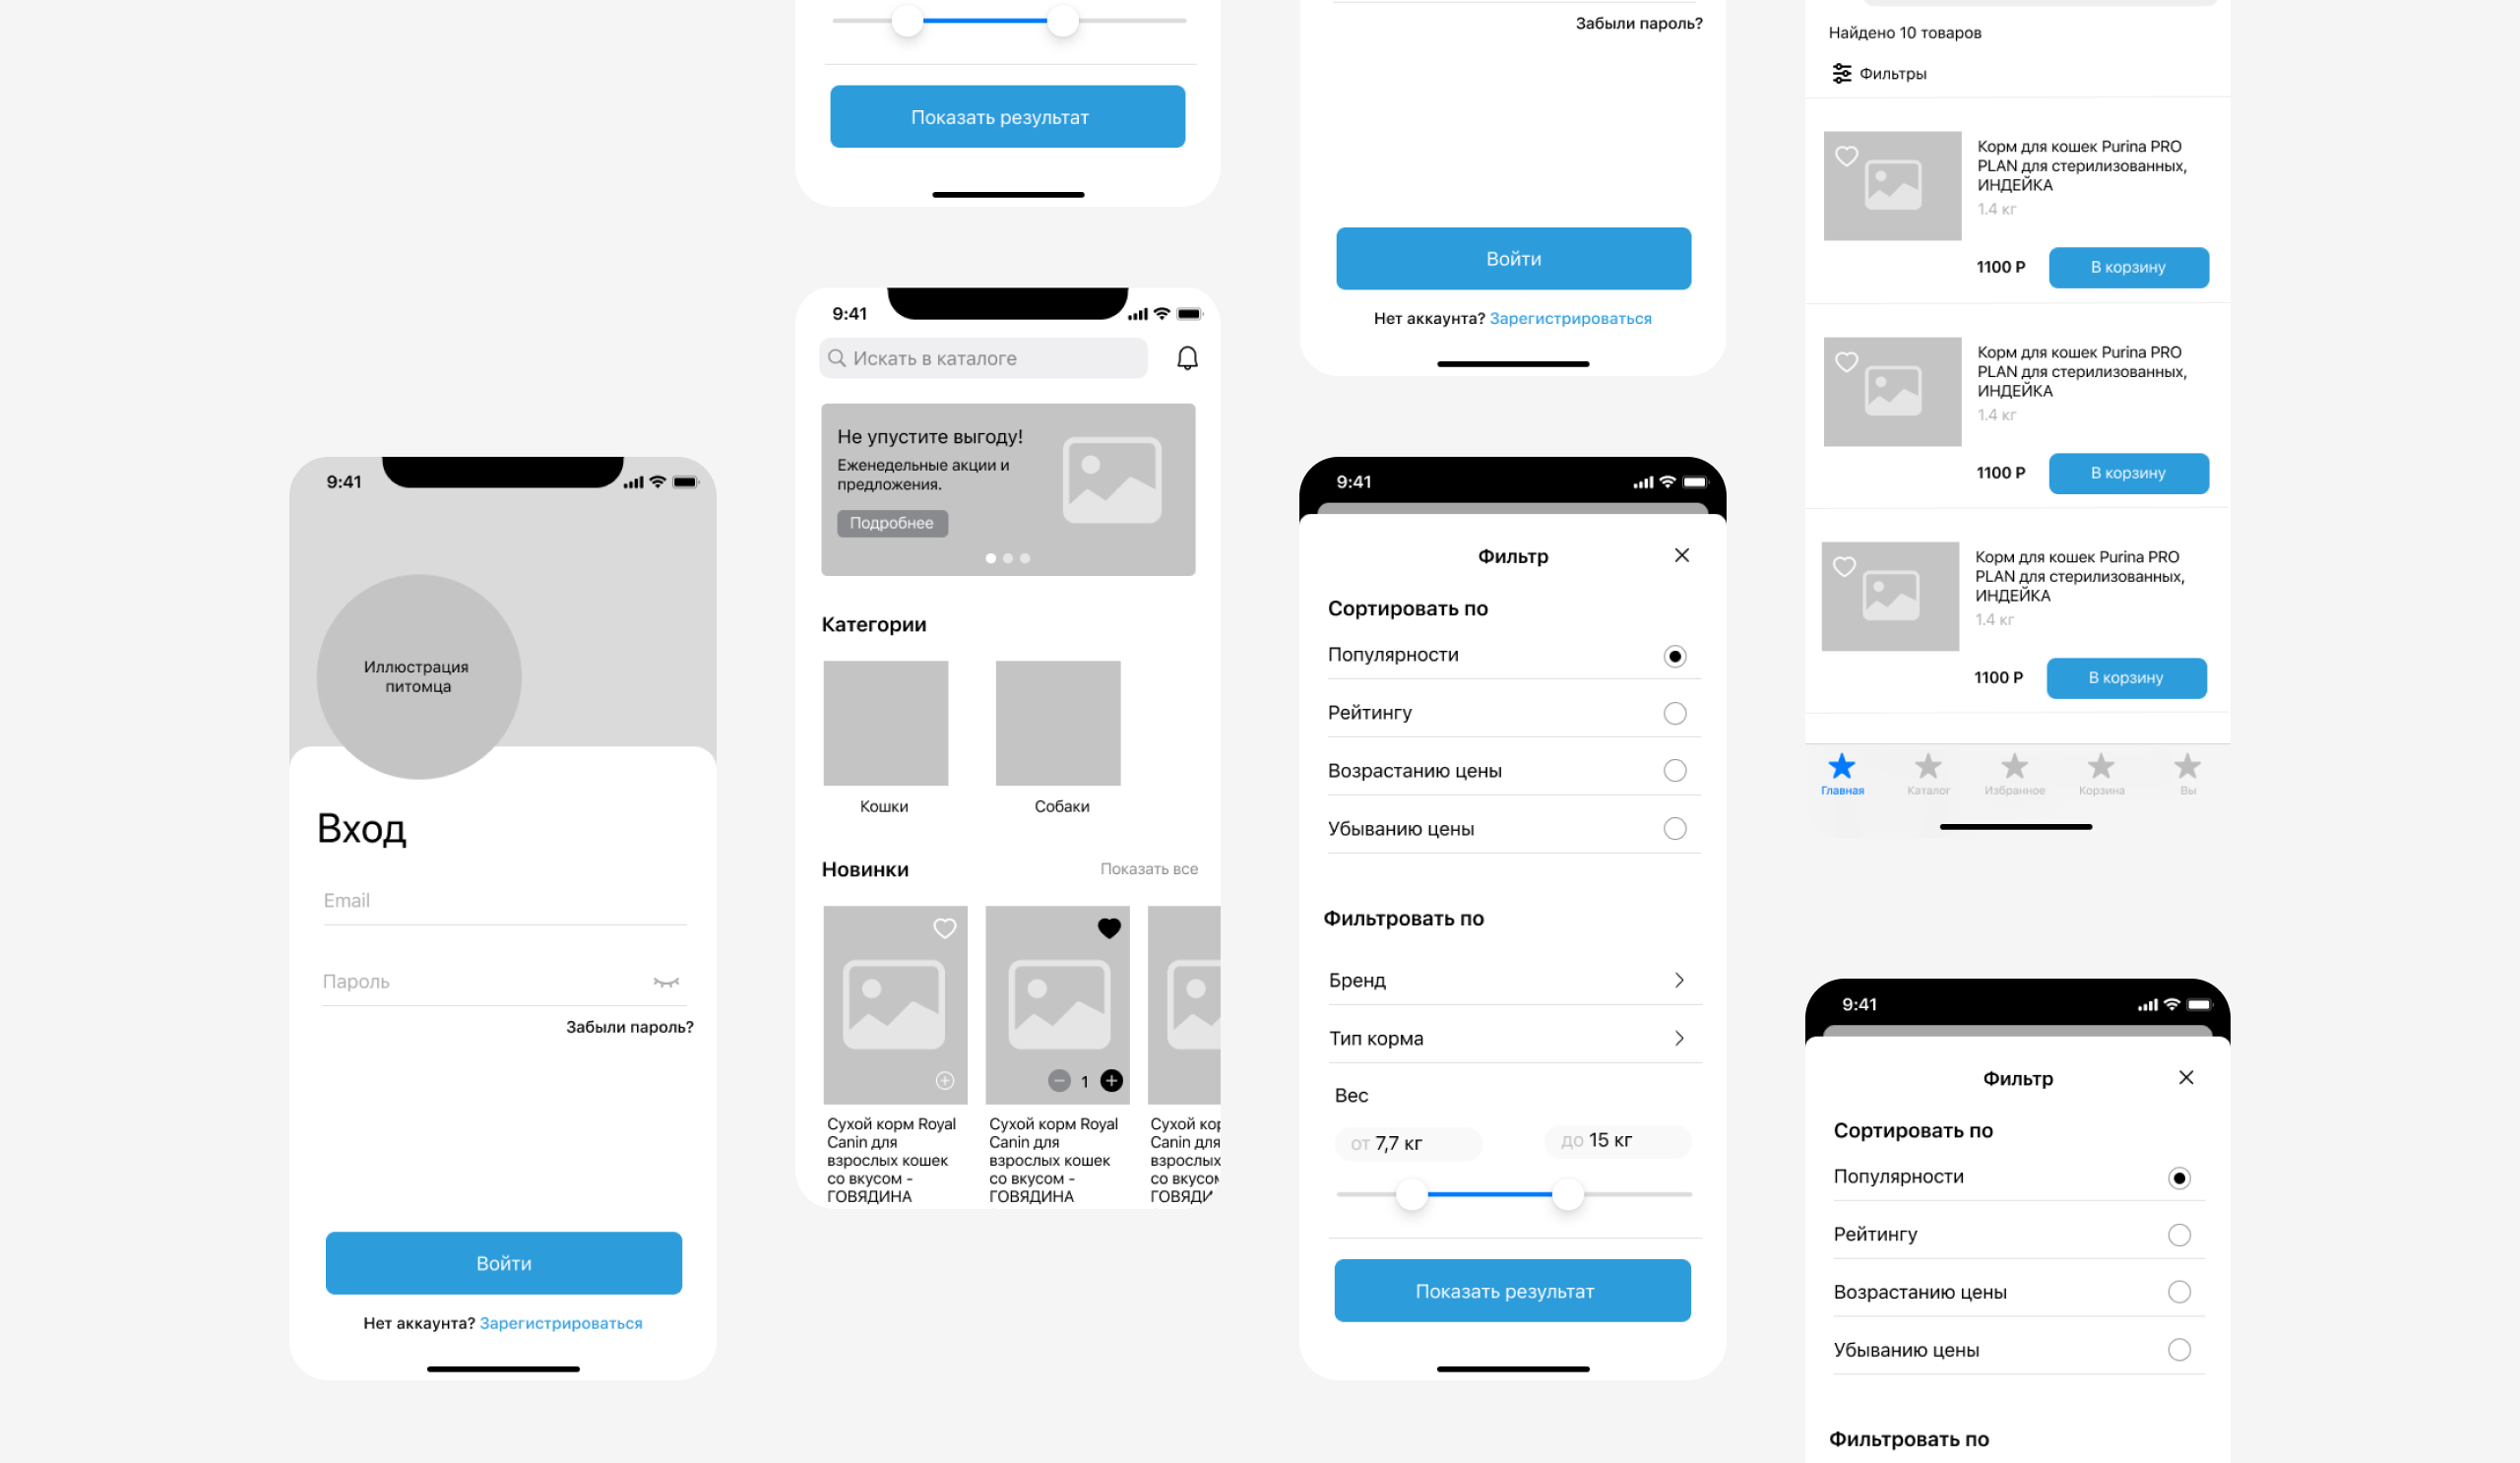 9:41
Иллюстрация
питомца
Вход
Email
Пароль
Забыли пароль?
Войти
Нет аккаунта? Зарегистрироваться
Показать результат
9:41
Искать в каталоге
Не упустите выгоду!
Еженедельные акции и
предложения.
Подробнее
Категории
Кошки
Собаки
Новинки
Показать все
1
Сухой корм Royal
Canin для
взрослых кошек
со вкусом -
ГОВЯДИНА
Сухой корм Royal
Canin для
взрослых кошек
со вкусом -
ГОВЯДИНА
Сухой кор
Canin для
взрослых
со вкусом
ГОВЯДИ
Забыли пароль?
Войти
Нет аккаунта? Зарегистрироваться
9:41
Фильтр
Сортировать по
Популярности
Рейтингу
Возрастанию цены
Убыванию цены
Фильтровать по
Бренд
Тип корма
Вес
от 7,7 кг
до 15 кг
Показать результат
Найдено 10 товаров
Фильтры
Корм для кошек Purina PRO
PLAN для стерилизованных,
ИНДЕЙКА
1.4 кг
1100 Р
В корзину
Корм для кошек Purina PRO
PLAN для стерилизованных,
ИНДЕЙКА
1.4 кг
1100 Р
В корзину
Корм для кошек Purina PRO
PLAN для стерилизованных,
ИНДЕЙКА
1.4 кг
1100 Р
В корзину
Главная
Каталог
Избранное
Корзина
Вы
9:41
Фильтр
Сортировать по
Популярности
Рейтингу
Возрастанию цены
Убыванию цены
Фильтровать по